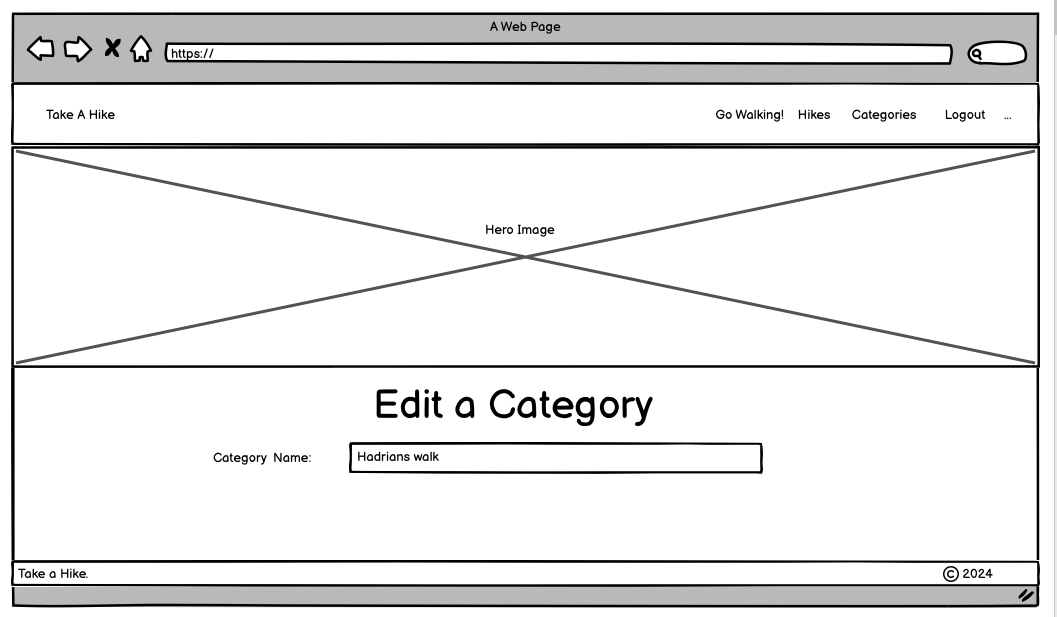 A Web Page
https://
Take A Hike Go Walking! Hikes Categories Logout ...
Hero Image
Edit a Category
Category Name: Hadrians walk
Take a Hike. © 2024